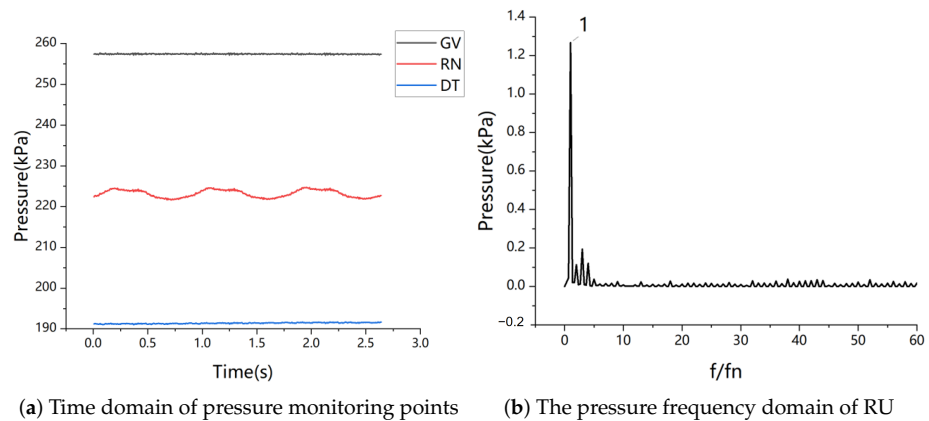 260
250
240
230
220
210
200
190
Pressure(kPa)
GV
RN
DT
0.0 0.5 1.0 1.5 2.0 2.5 3.0
Time(s)
(a) Time domain of pressure monitoring points
1.4
1.2
1.0
0.8
0.6
0.4
0.2
0.0
−0.2
Pressure(kPa)
1
0 10 20 30 40 50 60
f/fn
(b) The pressure frequency domain of RU